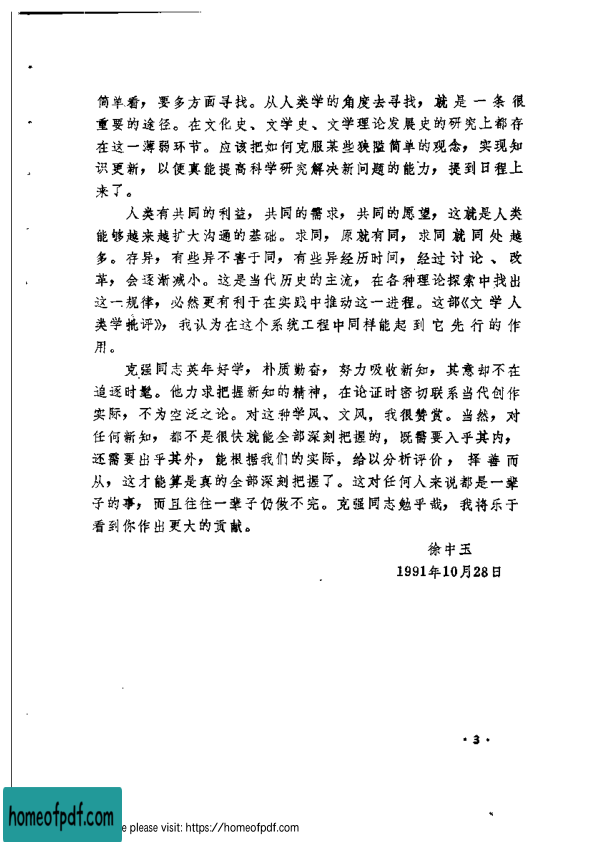 简单看，要多方面寻找。从人类学的角度去寻找，就是一条很
重要的途径。在文化史、文学史、文学理论发展史的研究上都存
在这一薄弱环节。应该把如何克服某些狭隘简单的观念，实现知
识更新，以便真能提高科学研究解决新问题的能力，提到日程上
来了。
人类有共同的利益，共同的需求，共同的愿望，这就是人类
能够越来越扩大沟通的基础。求同，原就有同，求同就同处越
多。存异，有些异不害于同，有些异经历时间，经过讨论、改
革，会逐渐减小。这是当代历史的主流，在各种理论探索中找出
这一规律，必然更有利于在实践中推动这一进程。这部《文学人
类学批评》，我认为在这个系统工程中同样能起到它先行的作
用。
克强同志英年好学，朴质勤奋，努力吸收新知，其意却不在
追逐时髦。他力求把握新知的精神，在论证时密切联系当代创作
实际，不为空泛之论。对这种学风、文风，我很赞赏。当然，对
任何新知，都不是很快就能全部深刻把握的，既需要入乎其内，
还需要出乎其外，能根据我们的实际，给以分析评价，择善而
从，这才能算是真的全部深刻把握了。这对任何人来说都是一辈
子的事，而且往往一辈子仍做不完。克强同志勉乎哉，我将乐于
看到你作出更大的贡献。
徐中玉
1991年10月28日
·3·
homeofpdf.com
e please visit: https://homeofpdf.com